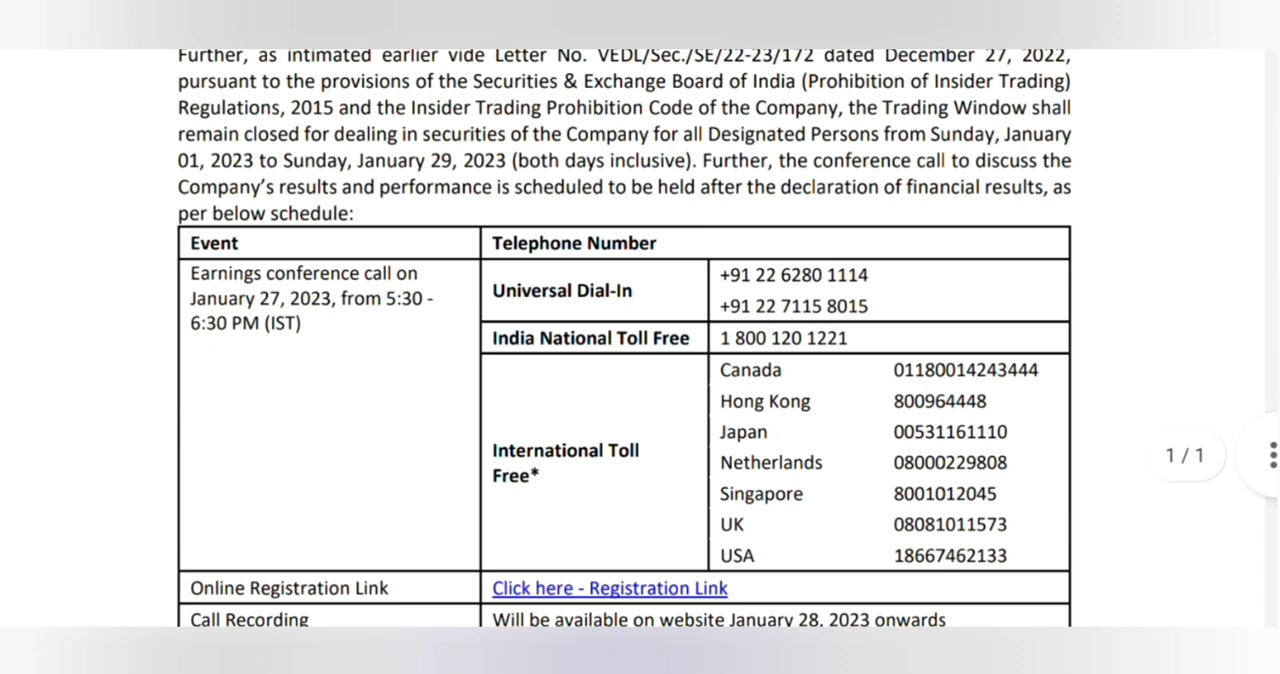 Further, as intimated earlier vide Letter No. VEDL/Sec./SE/22-23/172 dated December 27, 2022,
pursuant to the provisions of the Securities & Exchange Board of India (Prohibition of Insider Trading)
Regulations, 2015 and the Insider Trading Prohibition Code of the Company, the Trading Window shall
remain closed for dealing in securities of the Company for all Designated Persons from Sunday, January
01, 2023 to Sunday, January 29, 2023 (both days inclusive). Further, the conference call to discuss the
Company's results and performance is scheduled to be held after the declaration of financial results, as
per below schedule:
Event Telephone Number
Earnings conference call on
January 27, 2023, from 5:30 -
6:30 PM (IST)
Universal Dial-In
+91 22 6280 1114
+91 22 7115 8015
India National Toll Free 1 800 120 1221
International Toll
Free*
Canada 01180014243444
Hong Kong 800964448
Japan 00531161110
Netherlands 08000229808
Singapore 8001012045
UK 08081011573
USA 18667462133
Online Registration Link Click here - Registration Link
Call Recording Will be available on website January 28, 2023 onwards
1 / 1